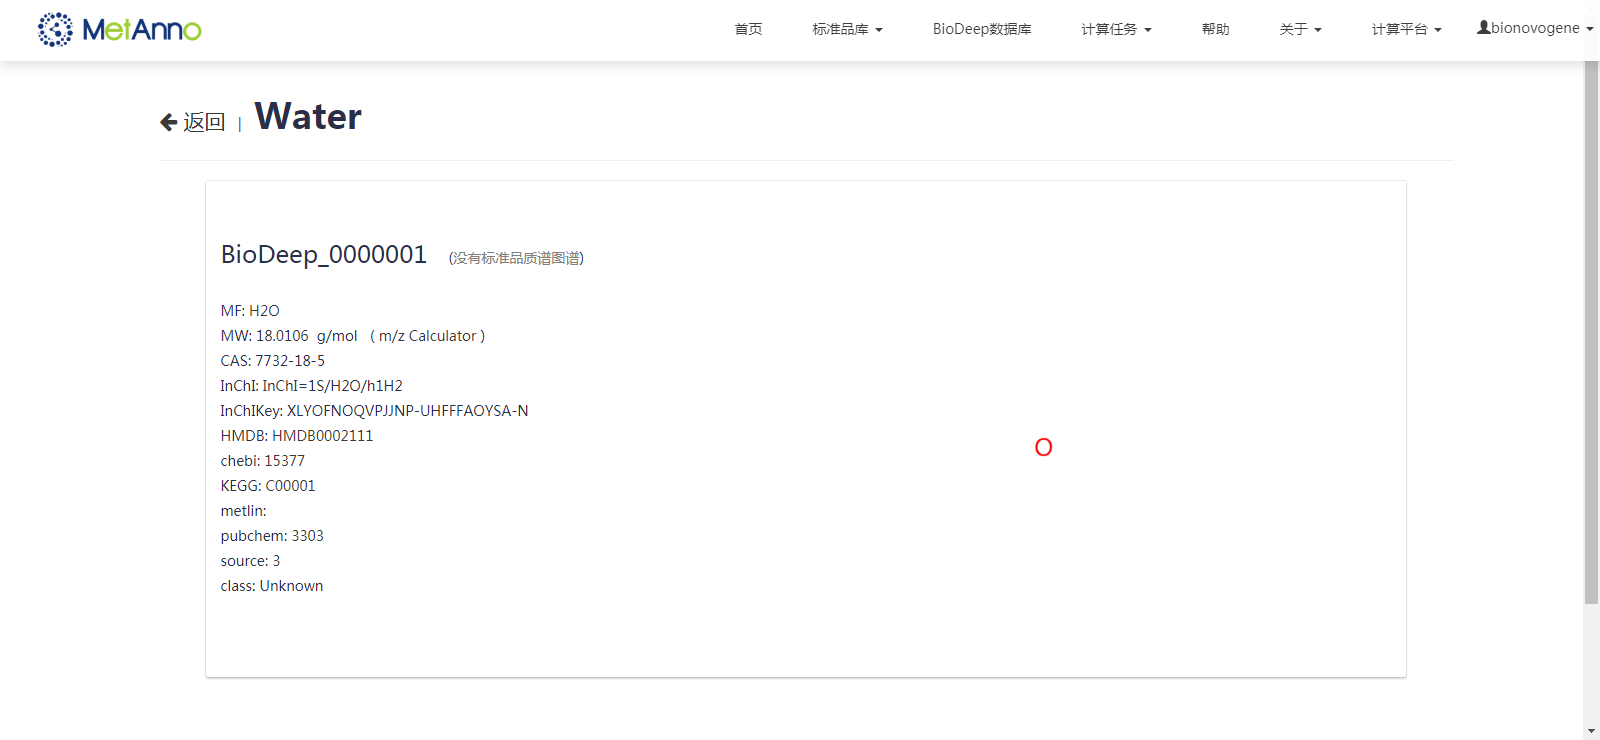 MetAnno 首页 标准品库 BioDeep数据库 计算任务 帮助 关于 计算平台 bionovogene
返回 | Water
BioDeep_0000001 (没有标准品质谱图谱)
MF: H2O
MW: 18.0106 g/mol ( m/z Calculator )
CAS: 7732-18-5
InChI: InChI=1S/H2O/h1H2
InChIKey: XLYOFNOQVPJJNP-UHFFFAOYSA-N
HMDB: HMDB0002111
chebi: 15377
KEGG: C00001
metlin:
pubchem: 3303
source: 3
class: Unknown
O